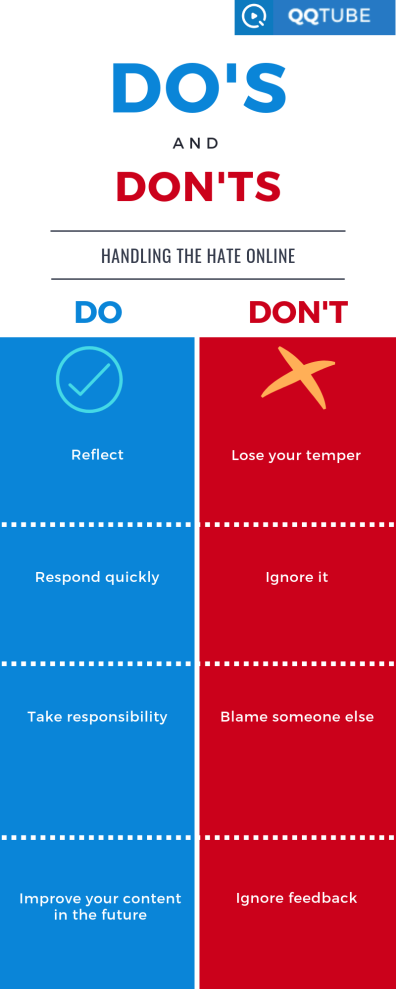 QQTUBE
DO'S
AND
DON'TS
HANDLING THE HATE ONLINE
DO
DON'T
Reflect
Lose your temper
Respond quickly
Ignore it
Take responsibility
Blame someone else
Improve your content
in the future
Ignore feedback